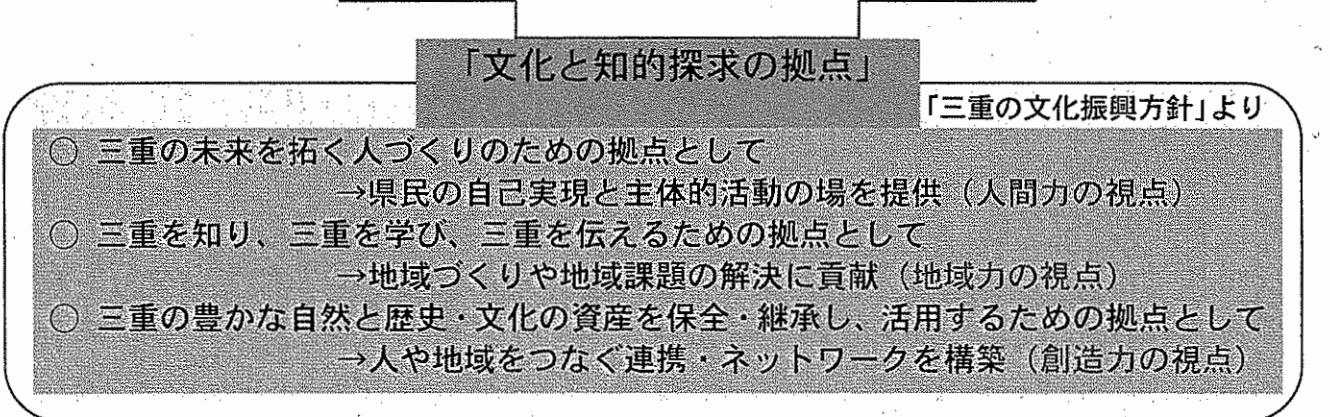 「文化と知的探求の拠点」
「三重の文化振興方針」より
○ 三重の未来を拓く人づくりのための拠点として
→県民の自己実現と主体的活動の場を提供（人間力の視点）
○ 三重を知り、三重を学び、三重を伝えるための拠点として
→地域づくりや地域課題の解決に貢献（地域力の視点）
○ 三重の豊かな自然と歴史・文化の資産を保全・継承し、活用するための拠点として
→人や地域をつなぐ連携・ネットワークを構築（創造力の視点）